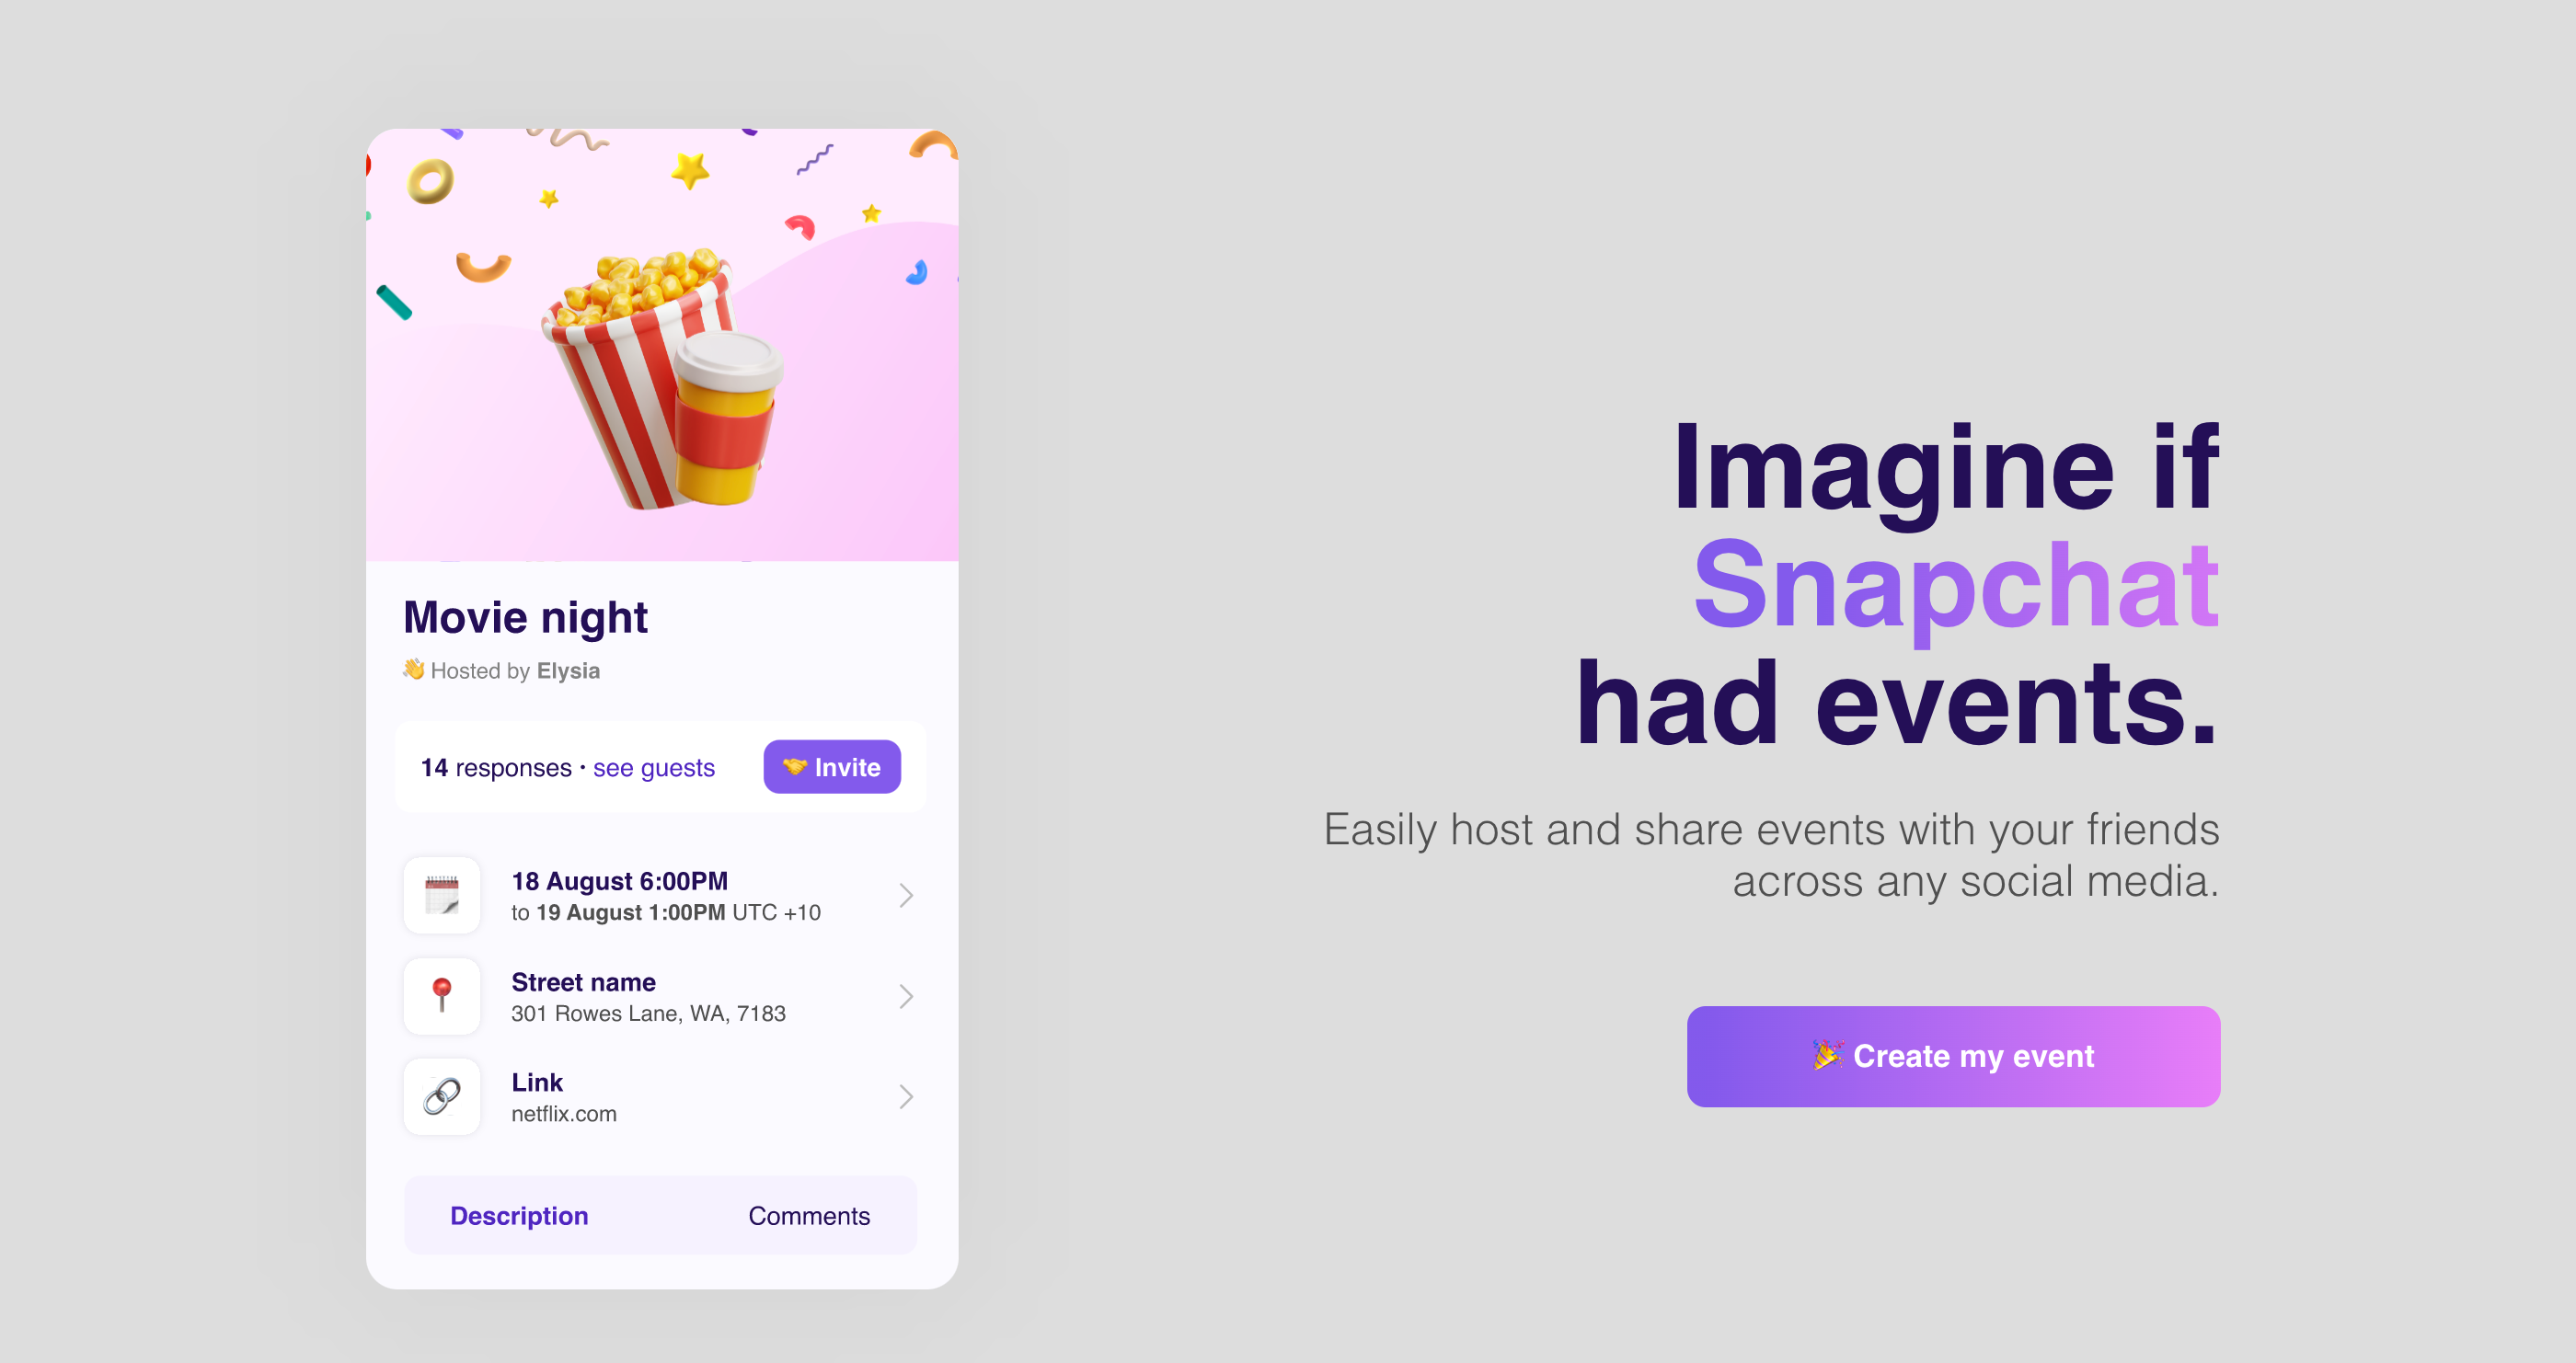 Movie night
👋 Hosted by Elysia
14 responses • see guests
🤝 Invite
18 August 6:00PM
to 19 August 1:00PM UTC +10
Street name
301 Rowes Lane, WA, 7183
Link
netflix.com
Description
Comments
Imagine if
Snapchat
had events.
Easily host and share events with your friends
across any social media.
🎉 Create my event